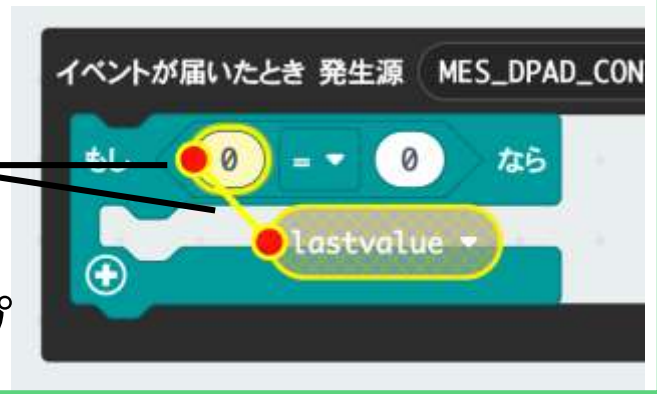 イベントが届いたとき 発生源 MES_DPAD_CON
もし 0 = 0 なら
lastvalue
プ